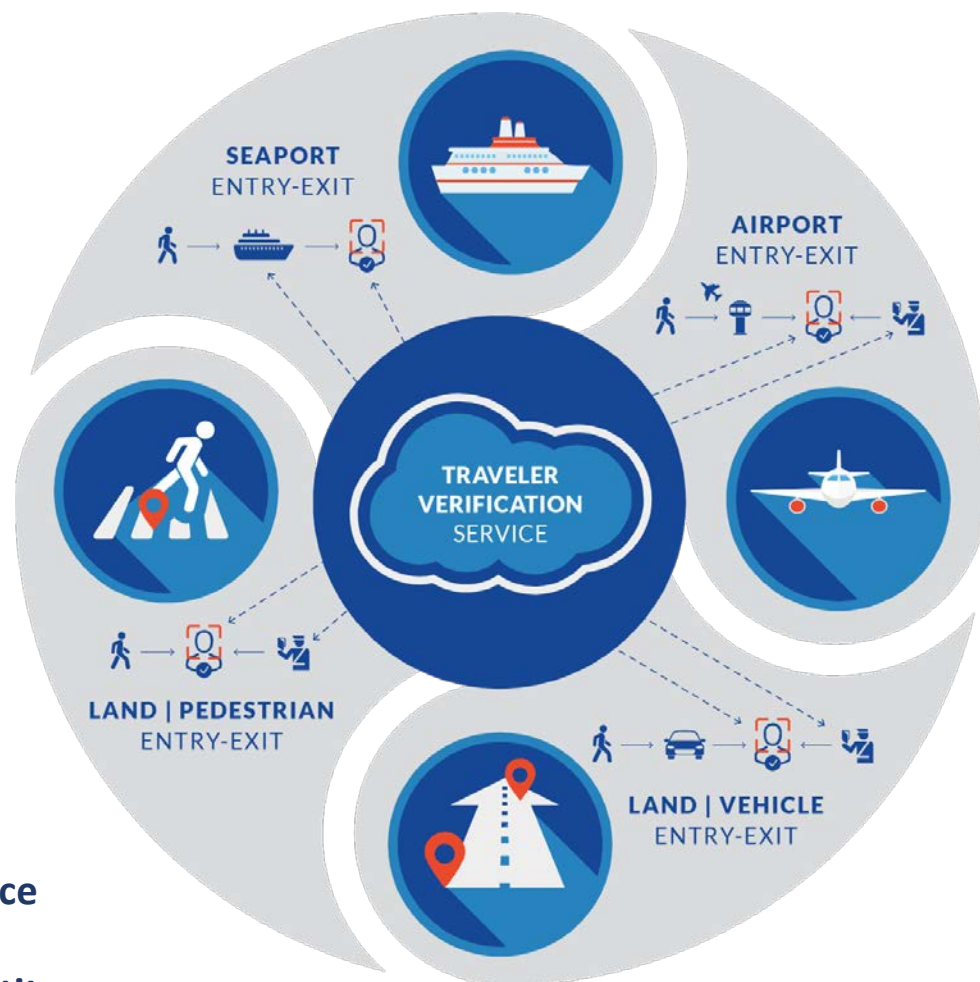 SEAPORT
ENTRY-EXIT
AIRPORT
ENTRY-EXIT
TRAVELER
VERIFICATION
SERVICE
LAND | PEDESTRIAN
ENTRY-EXIT
LAND | VEHICLE
ENTRY-EXIT
ce